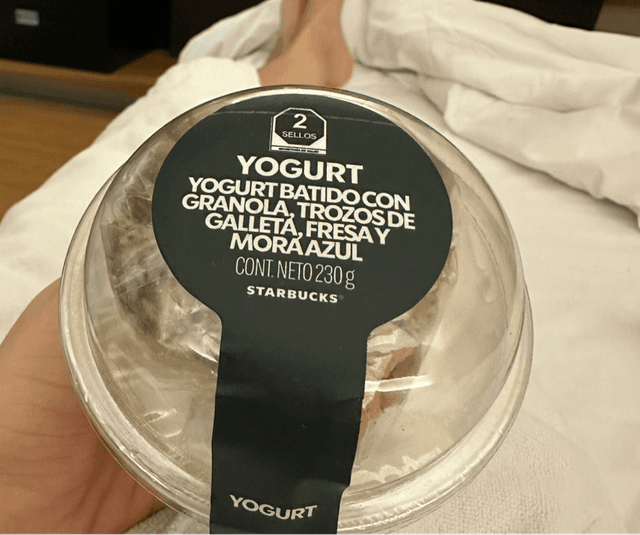 2
SELLOS
YOGURT
YOGURT BATIDO CON
GRANOLA, TROZOS DE
GALLETA, FRESA Y
MORA AZUL
CONT. NETO 230 g
STARBUCKS®
YOGURT